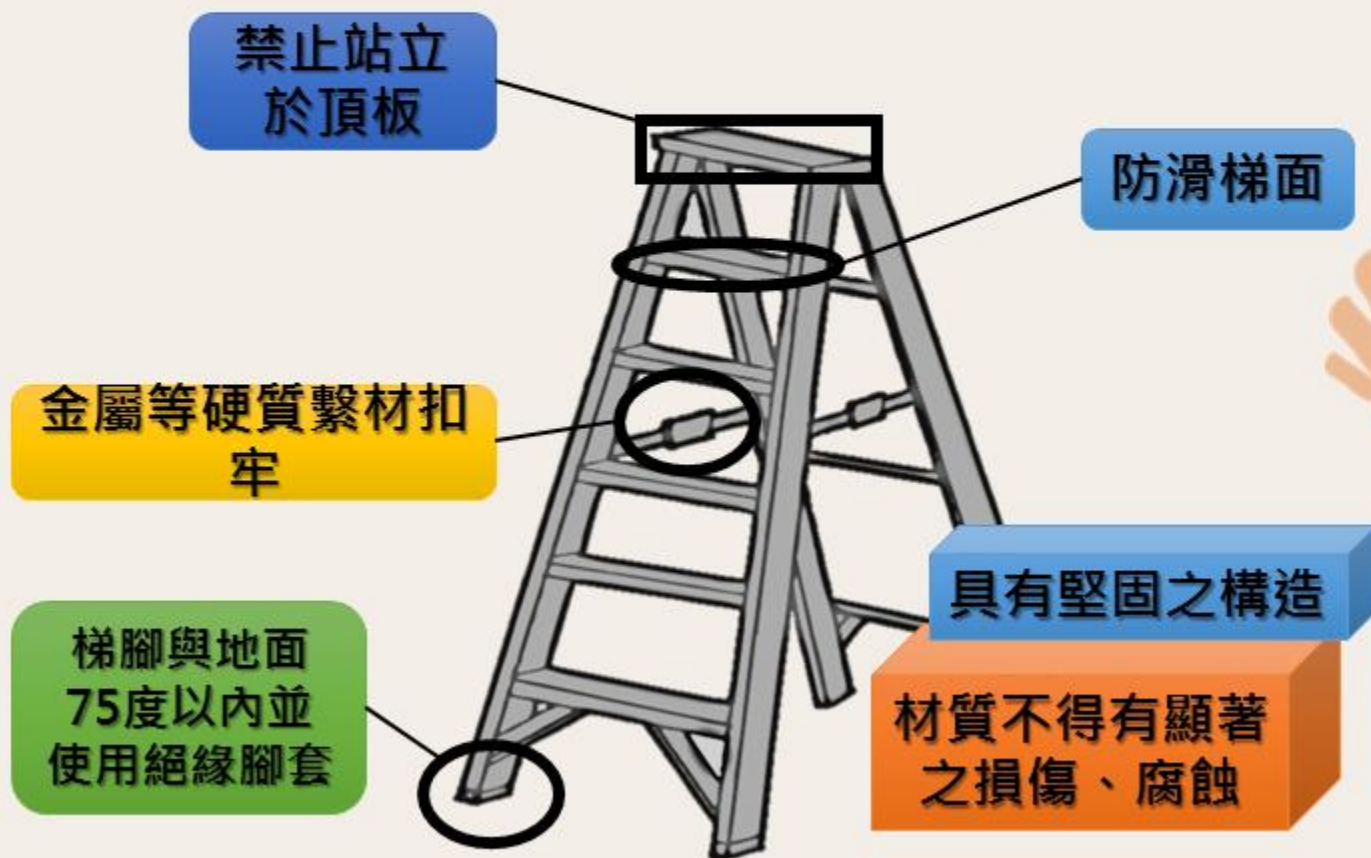 禁止站立
於頂板
防滑梯面
金屬等硬質繫材扣
牢
梯腳與地面
75度以內並
使用絕緣腳套
具有堅固之構造
材質不得有顯著
之損傷、腐蝕